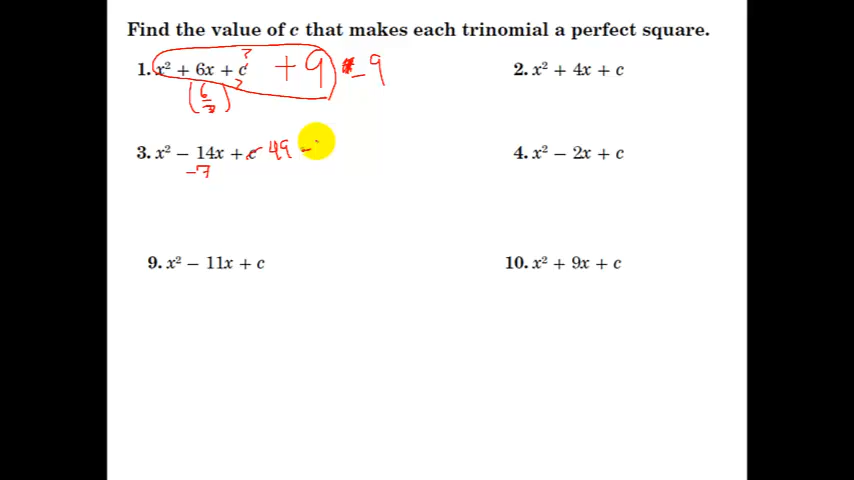 Find the value of c that makes each trinomial a perfect square.
1. x² + 6x + c + 9 - 9
2. x² + 4x + c
(6/2)²
3. x² − 14x + c 49 -
4. x² − 2x + c
-7
9. x² − 11x + c
10. x² + 9x + c